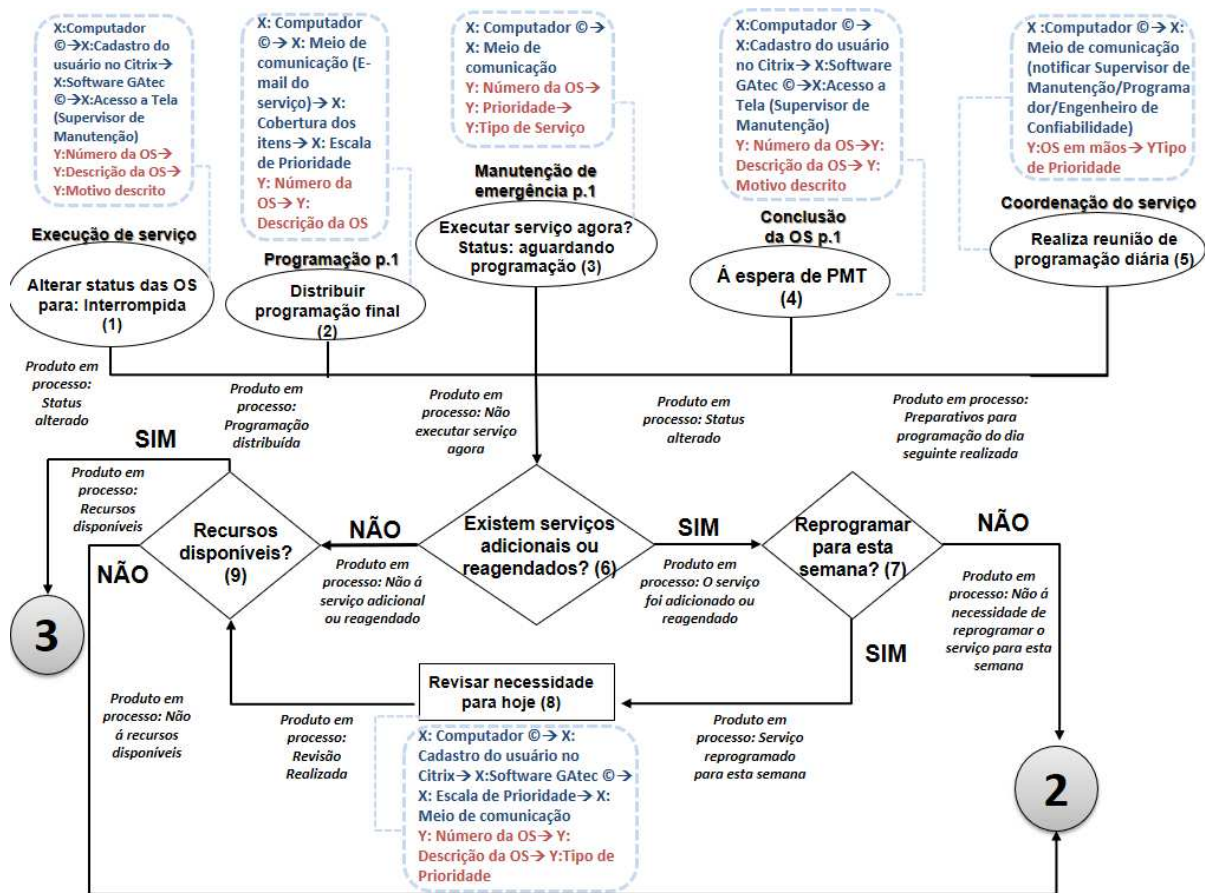 X:Computador
©→X:Cadastro do
usuário no Citrix→
X:Software GAtec
©→X:Acesso a Tela
(Supervisor de
Manutenção)
Y:Número da OS→
Y:Descrição da OS→
Y:Motivo descrito
X: Computador
©→ X: Meio de
comunicação (E-
mail do
serviço)→ X:
Cobertura dos
itens→ X: Escala
de Prioridade
Y: Número da
OS→ Y:
Descrição da OS
X: Computador ©→
X: Meio de
comunicação
Y: Número da OS→
Y: Prioridade→
Y:Tipo de Serviço
X:Computador ©→
X:Cadastro do usuário
no Citrix→ X:Software
GAtec ©→X:Acesso a
Tela (Supervisor de
Manutenção)
Y: Número da OS→Y:
Descrição da OS→ Y:
Motivo descrito
X :Computador ©→ X:
Meio de comunicação
(notificar Supervisor de
Manutenção/Programa
dor/Engenheiro de
Confiabilidade)
Y:OS em mãos→ YTipo
de Prioridade
Execução de serviço
Alterar status das OS
para: Interrompida
(1)
Programação p.1
Distribuir
programação final
(2)
Manutenção de
emergência p.1
Executar serviço agora?
Status: aguardando
programação (3)
Conclusão
da OS p.1
Á espera de PMT
(4)
Coordenação do serviço
Realiza reunião de
programação diária (5)
Produto em
processo:
Status
alterado
Produto em
processo:
Programação
distribuída
Produto em
processo: Não
executar serviço
agora
Produto em
processo: Status
alterado
Produto em processo:
Preparativos para
programação do dia
seguinte realizada
SIM
Produto em
processo:
Recursos
disponíveis
NÃO
Recursos
disponíveis?
(9)
NÃO
Produto em
processo: Não á
serviço adicional
ou reagendado
Existem serviços
adicionais ou
reagendados? (6)
SIM
Produto em
processo: O serviço
foi adicionado ou
reagendado
Reprogramar
para esta
semana? (7)
NÃO
Produto em
processo: Não á
necessidade de
reprogramar o
serviço para esta
semana
3
SIM
Produto em
processo: Não
á recursos
disponíveis
Produto em
processo:
Revisão
Realizada
Revisar necessidade
para hoje (8)
Produto em
processo: Serviço
reprogramado
para esta semana
X: Computador ©→ X:
Cadastro do usuário no
Citrix→ X:Software GAtec ©→
X: Escala de Prioridade→ X:
Meio de comunicação
Y: Número da OS→ Y:
Descrição da OS→ Y:Tipo de
Prioridade
2